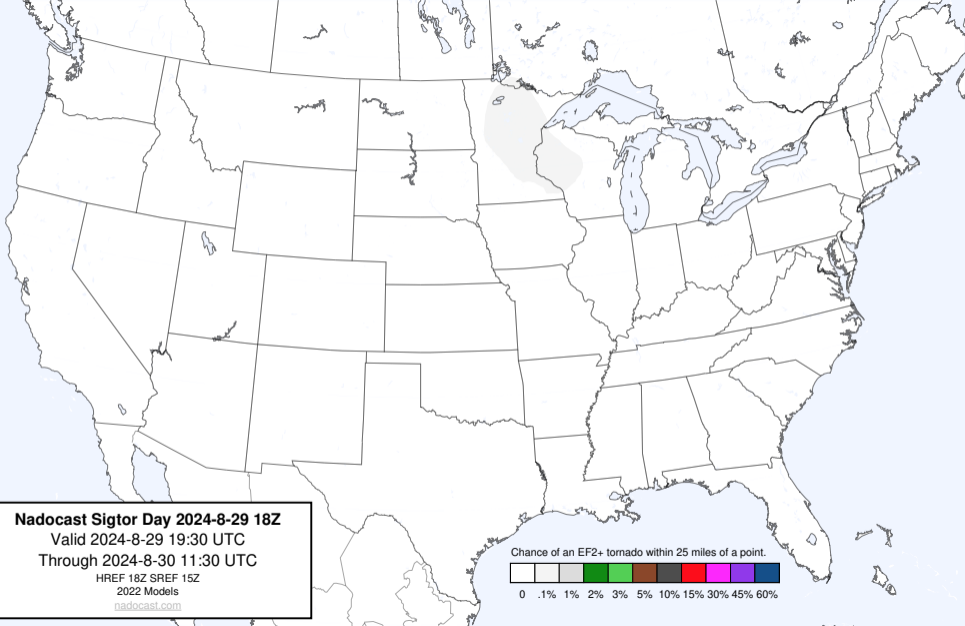 Nadocast Sigtor Day 2024-8-29 18Z
Valid 2024-8-29 19:30 UTC
Through 2024-8-30 11:30 UTC
HREF 18Z SREF 15Z
2022 Models
nadocast.com
Chance of an EF2+ tornado within 25 miles of a point.
0 .1% 1% 2% 3% 5% 10% 15% 30% 45% 60%